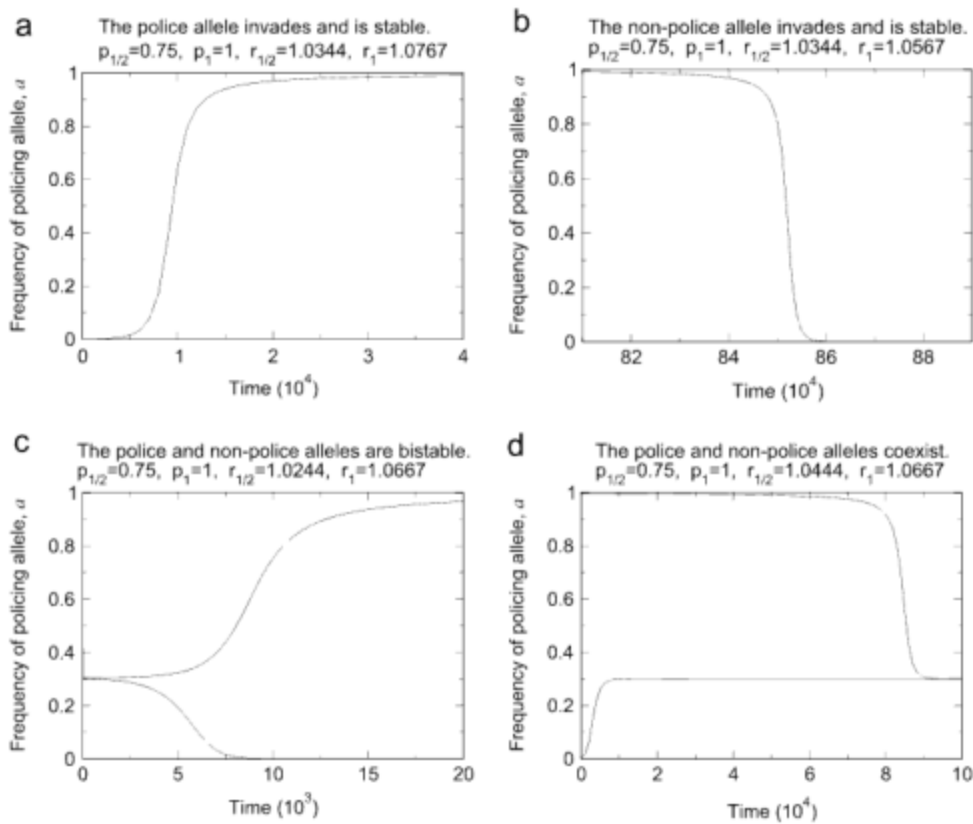 a
The police allele invades and is stable.
p1/2=0.75, p1=1, r1/2=1.0344, r1=1.0767
Frequency of policing allele, a
1
0.8
0.6
0.4
0.2
0
0 1 2 3 4
Time (10^4)
b
The non-police allele invades and is stable.
p1/2=0.75, p1=1, r1/2=1.0344, r1=1.0567
Frequency of policing allele, a
1
0.8
0.6
0.4
0.2
0
82 84 86 88
Time (10^4)
c
The police and non-police alleles are bistable.
p1/2=0.75, p1=1, r1/2=1.0244, r1=1.0667
Frequency of policing allele, a
1
0.8
0.6
0.4
0.2
0
0 5 10 15 20
Time (10^3)
d
The police and non-police alleles coexist.
p1/2=0.75, p1=1, r1/2=1.0444, r1=1.0667
Frequency of policing allele, a
1
0.8
0.6
0.4
0.2
0
0 2 4 6 8 10
Time (10^4)